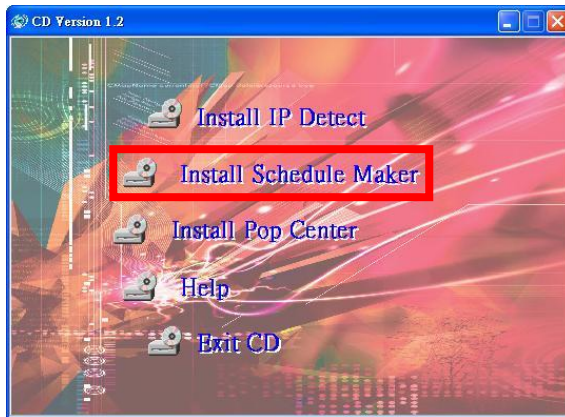 CD Version 1.2
Install IP Detect
Install Schedule Maker
Install Pop Center
Help
Exit CD